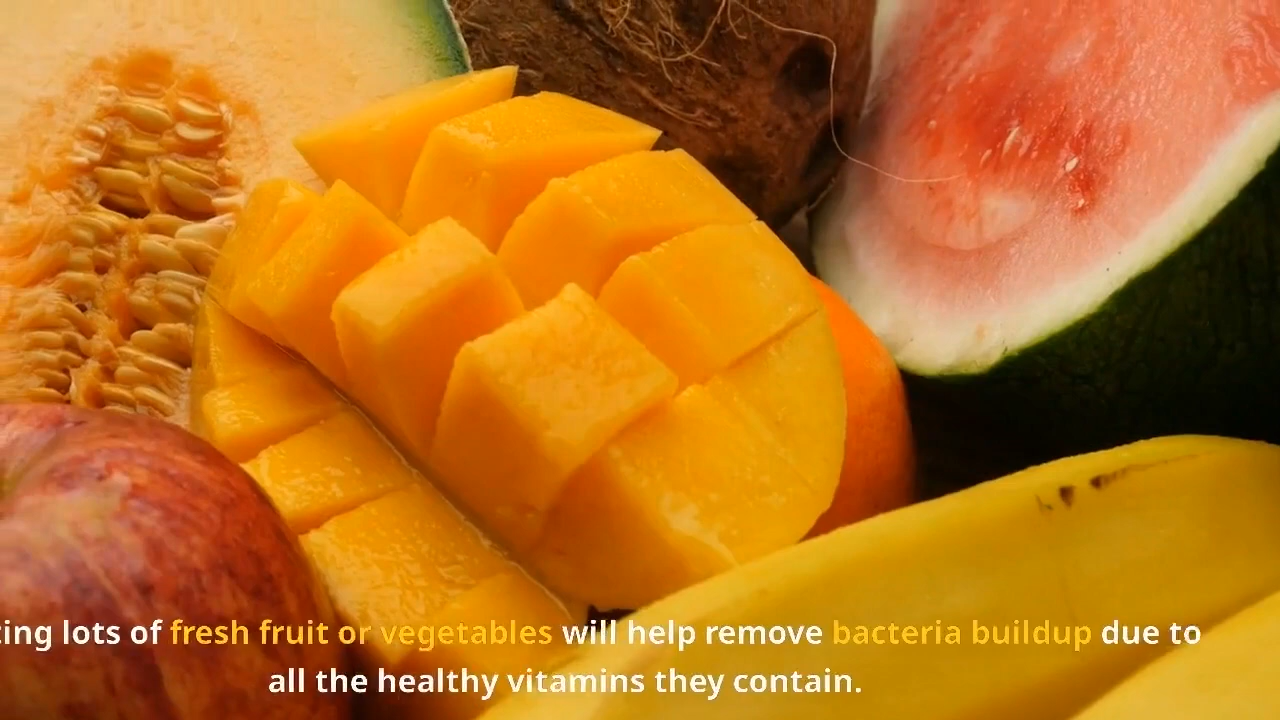 ting lots of fresh fruit or vegetables will help remove bacteria buildup due to
all the healthy vitamins they contain.